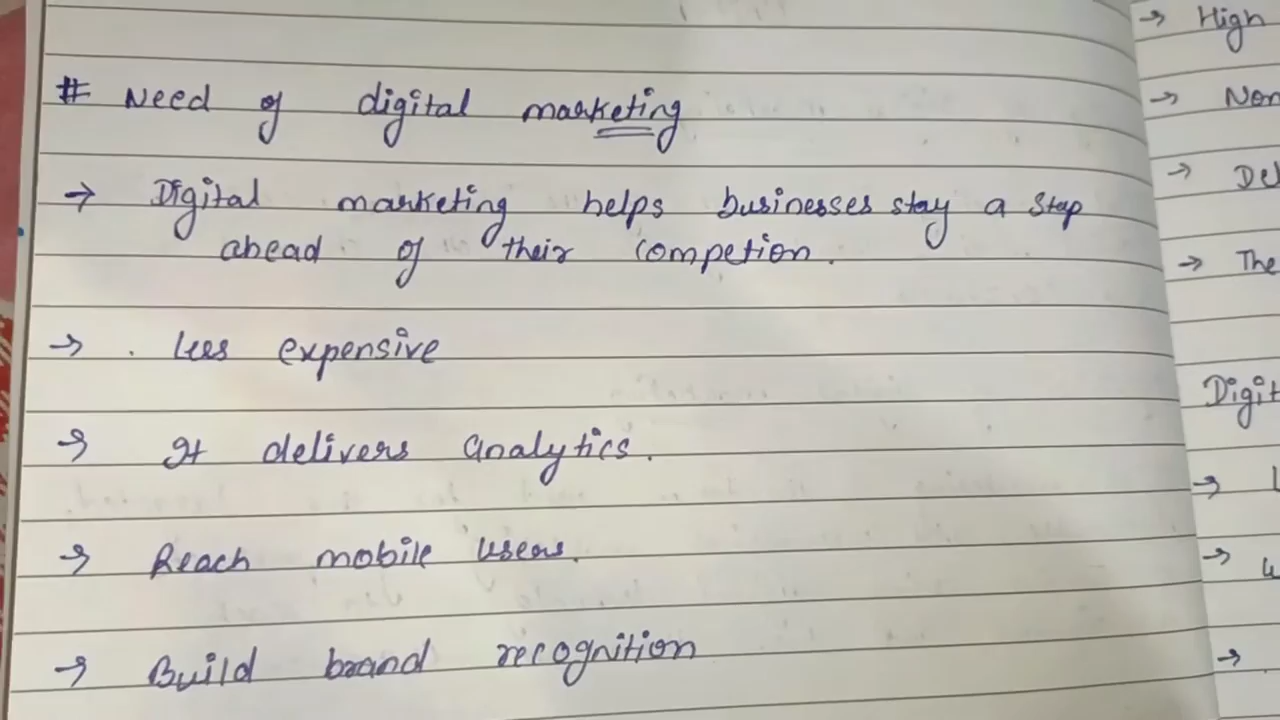 # Need of digital marketing
→ Digital marketing helps businesses stay a step
ahead of their competion.
→ . less expensive
→ It delivers analytics.
→ Reach mobile users.
→ Build brand recognition
→ High
→ Non
→ Del
→ The
Digit
→
→
→